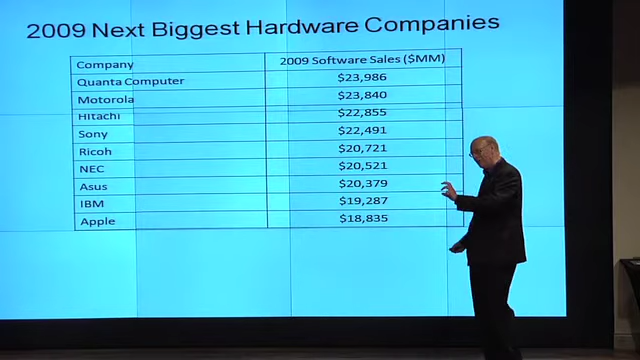 2009 Next Biggest Hardware Companies
Company 2009 Software Sales ($MM)
Quanta Computer $23,986
Motorola $23,840
Hitachi $22,855
Sony $22,491
Ricoh $20,721
NEC $20,521
Asus $20,379
IBM $19,287
Apple $18,835